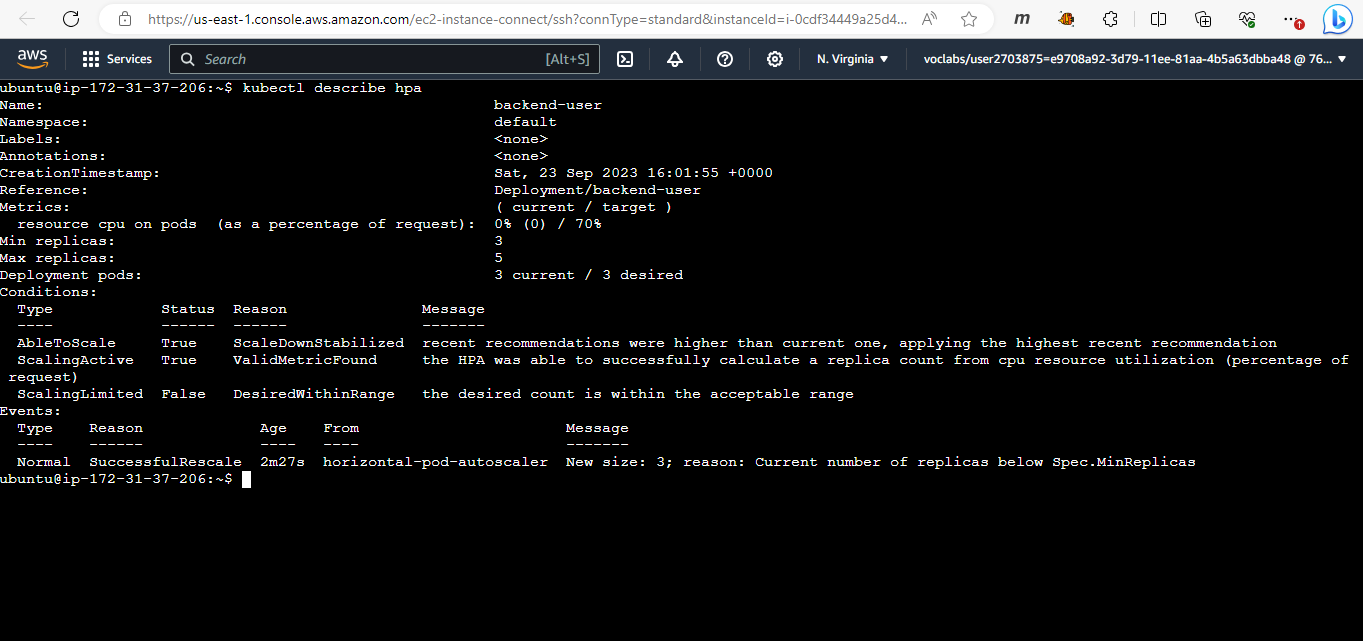 https://us-east-1.console.aws.amazon.com/ec2-instance-connect/ssh?connType=standard&instanceId=i-0cdf34449a25d4...
aws Services Search [Alt+S] N. Virginia voclabs/user2703875=e9708a92-3d79-11ee-81aa-4b5a63dbba48 @ 76...
ubuntu@ip-172-31-37-206:~$ kubectl describe hpa
Name: backend-user
Namespace: default
Labels: <none>
Annotations: <none>
CreationTimestamp: Sat, 23 Sep 2023 16:01:55 +0000
Reference: Deployment/backend-user
Metrics: ( current / target )
  resource cpu on pods  (as a percentage of request): 0% (0) / 70%
Min replicas: 3
Max replicas: 5
Deployment pods: 3 current / 3 desired
Conditions:
  Type            Status  Reason                Message
  ----            ------  ------                -------
  AbleToScale     True    ScaleDownStabilized   recent recommendations were higher than current one, applying the highest recent recommendation
  ScalingActive   True    ValidMetricFound      the HPA was able to successfully calculate a replica count from cpu resource utilization (percentage of
 request)
  ScalingLimited  False   DesiredWithinRange    the desired count is within the acceptable range
Events:
  Type    Reason             Age    From                       Message
  ----    ------             ----   ----                       -------
  Normal  SuccessfulRescale  2m27s  horizontal-pod-autoscaler  New size: 3; reason: Current number of replicas below Spec.MinReplicas
ubuntu@ip-172-31-37-206:~$